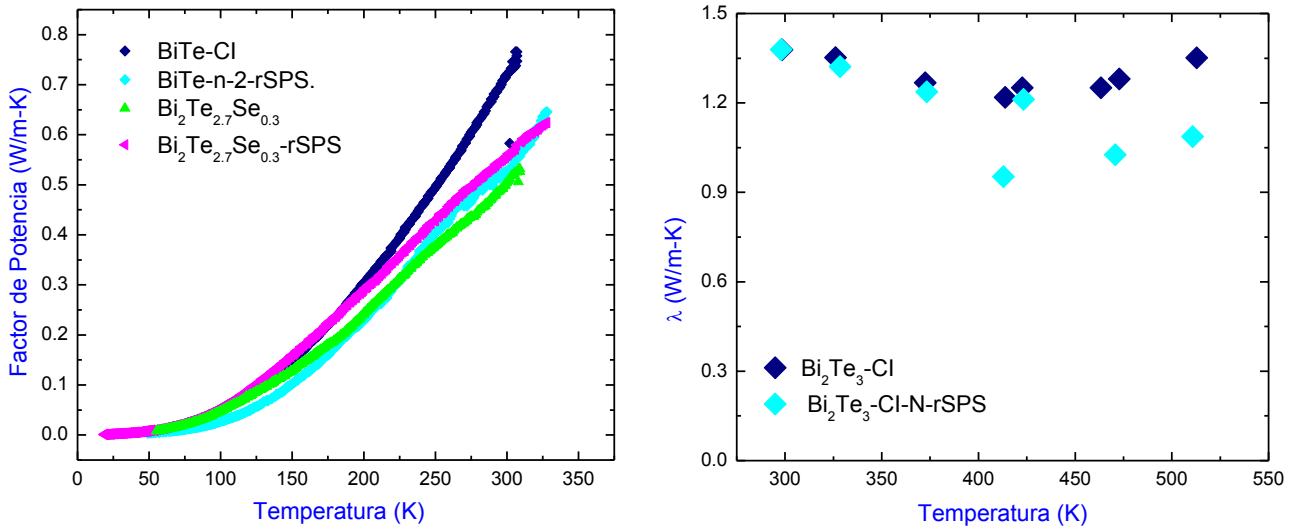 Factor de Potencia (W/m-K)
0.8
0.7
0.6
0.5
0.4
0.3
0.2
0.1
0.0
BiTe-CI
BiTe-n-2-rSPS.
Bi₂Te₂.₇Se₀.₃
Bi₂Te₂.₇Se₀.₃-rSPS
0 50 100 150 200 250 300 350
Temperatura (K)
λ (W/m-K)
1.5
1.2
0.9
0.6
0.3
0.0
Bi₂Te₃-CI
Bi₂Te₃-CI-N-rSPS
300 350 400 450 500 550
Temperatura (K)